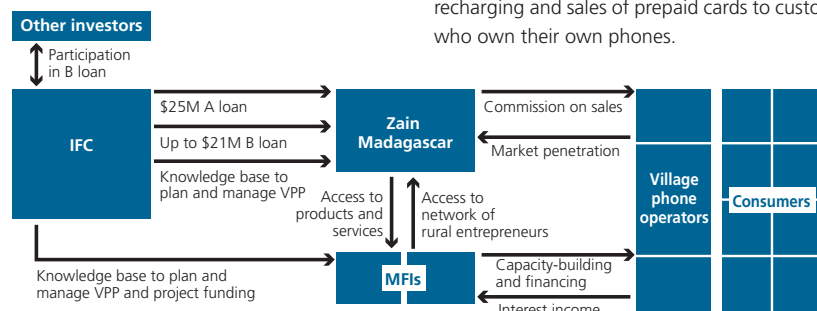 recharging and sales of prepaid cards to
who own their own phones.
Other investors
Participation
in B loan
IFC
$25M A loan
Up to $21M B loan
Knowledge base to
plan and manage VPP
Zain
Madagascar
Commission on sales
Market penetration
Village
phone
operators
Consumers
Access to
products and
services
Access to
network of
rural entrepreneurs
Knowledge base to plan and
manage VPP and project funding
MFIs
Capacity-building
and financing
Interest income